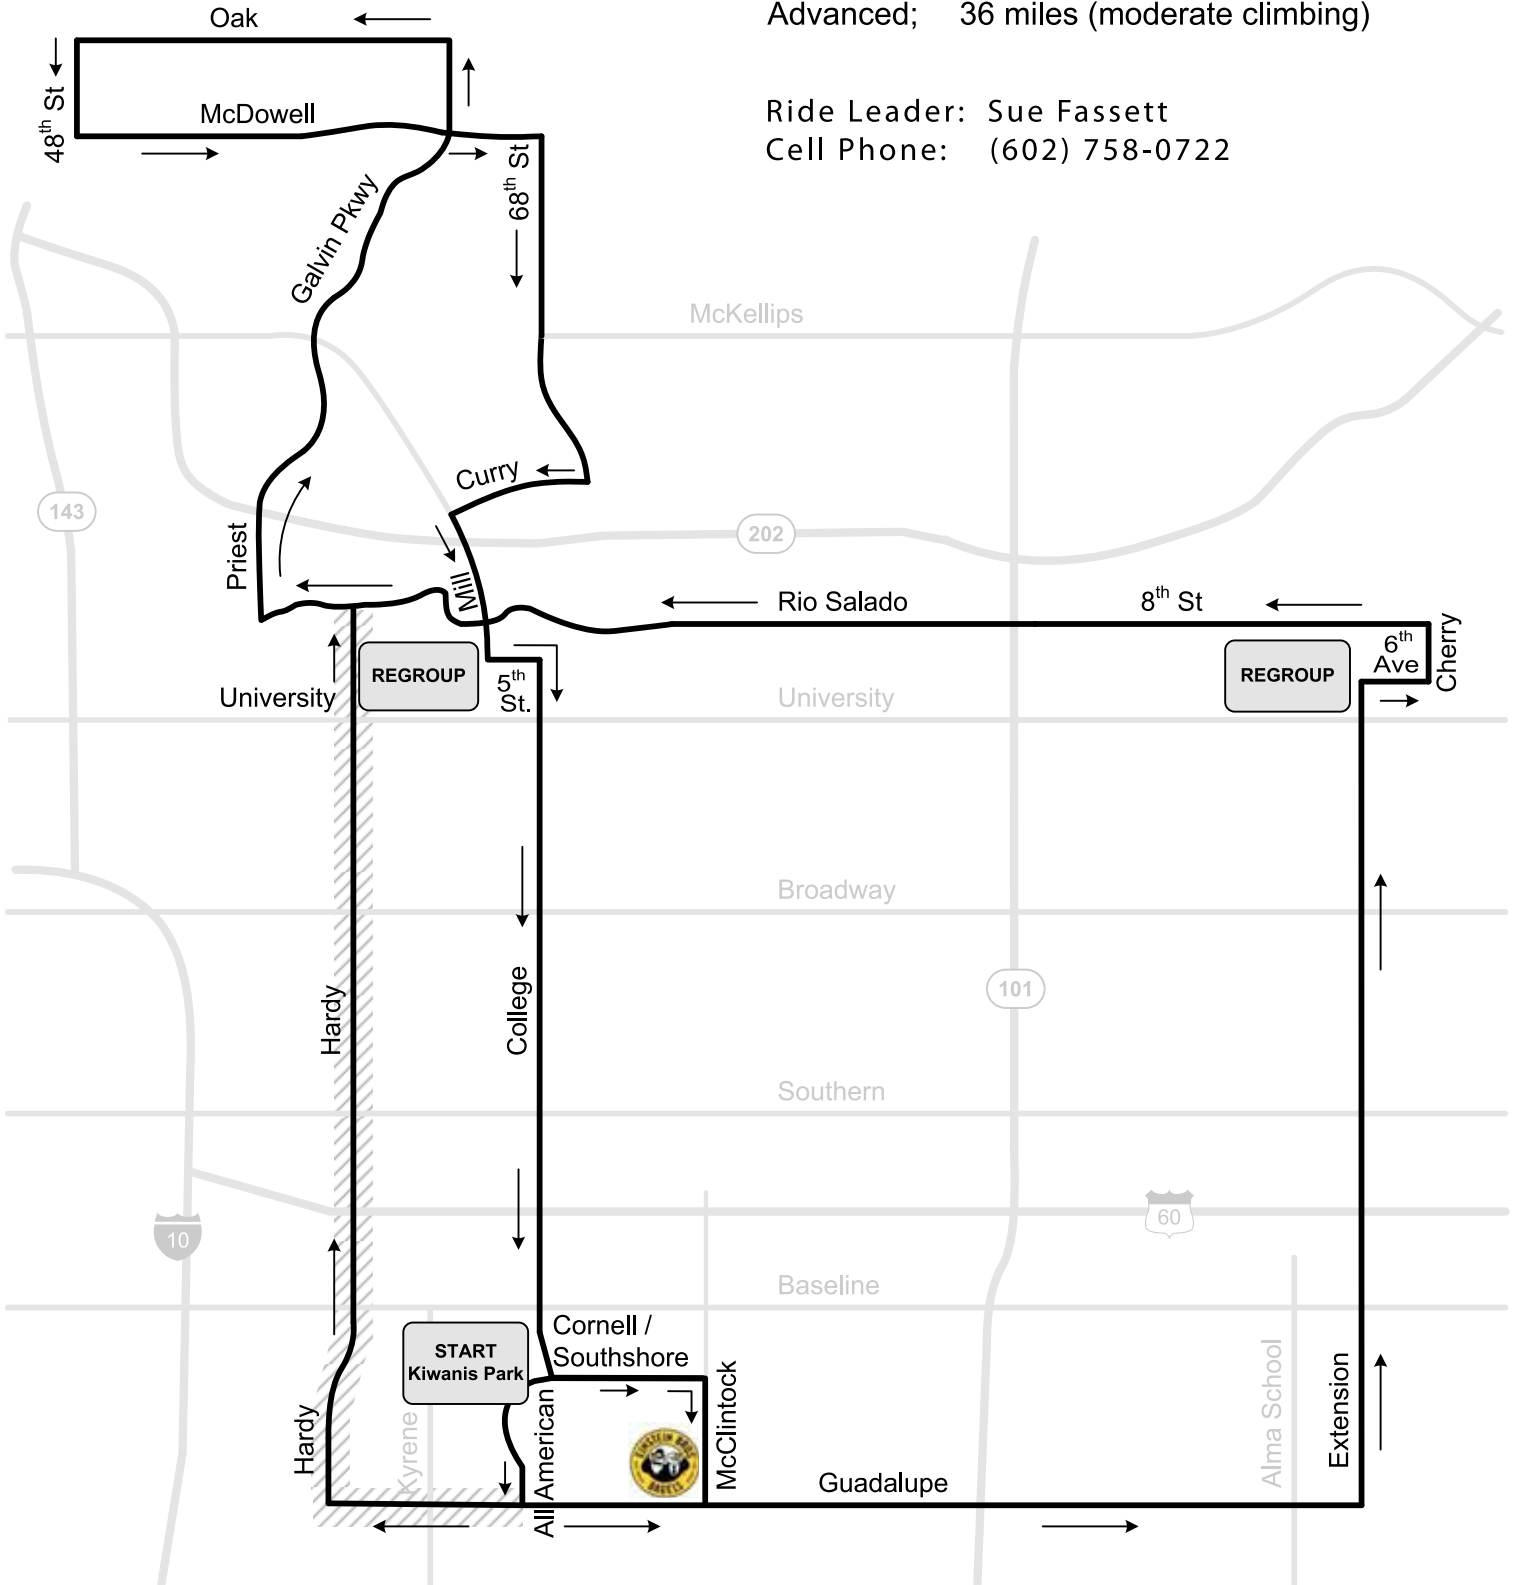 Advanced; 36 miles (moderate climbing)
Oak
48th St
McDowell
Ride Leader: Sue Fassett
Cell Phone: (602) 758-0722
68th St
Galvin Pkwy
McKellips
Curry
143
202
Priest
Mill
Rio Salado
8th St
6th
Ave
Cherry
REGROUP
5th
St.
REGROUP
University
University
Broadway
Hardy
College
101
Southern
10
60
Baseline
START
Kiwanis Park
Cornell /
Southshore
Hardy
Kyrene
All American
EINSTEIN BROS
BAGELS
McClintock
Guadalupe
Alma School
Extension